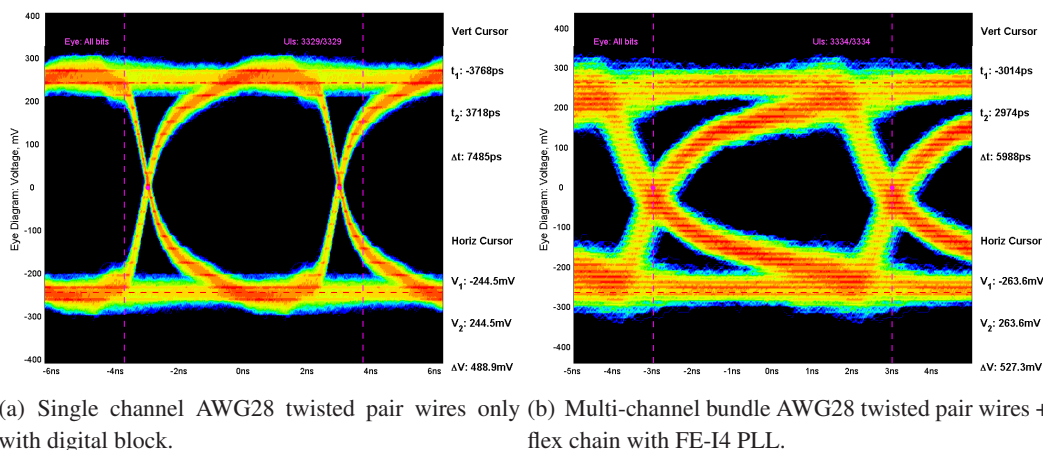 400
300
200
100
0
-100
-200
-300
-400
Eye Diagram: Voltage, mV
Eye: All bits
UIs: 3329/3329
-6ns -4ns -2ns 0ns 2ns 4ns 6ns
Vert Cursor
t1: -3768ps
t2: 3718ps
Δt: 7485ps
Horiz Cursor
V1: -244.5mV
V2: 244.5mV
ΔV: 488.9mV
400
300
200
100
0
-100
-200
-300
-400
Eye Diagram: Voltage, mV
Eye: All bits
UIs: 3334/3334
-5ns -3ns -1ns 1ns 2ns 4ns
Vert Cursor
t1: -3014ps
t2: 2974ps
Δt: 5988ps
Horiz Cursor
V1: -263.6mV
V2: 263.6mV
ΔV: 527.3mV
(a) Single channel AWG28 twisted pair wires only
with digital block.
(b) Multi-channel bundle AWG28 twisted pair wires +
flex chain with FE-I4 PLL.